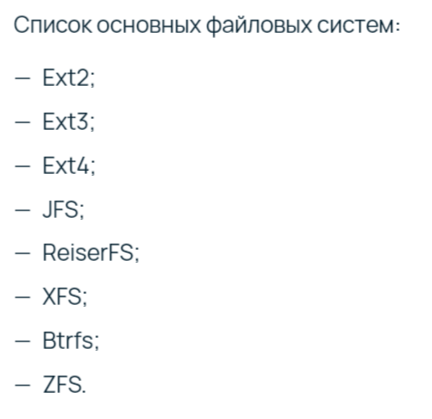 Список основных файловых систем:
— Ext2;
— Ext3;
— Ext4;
— JFS;
— ReiserFS;
— XFS;
— Btrfs;
— ZFS.